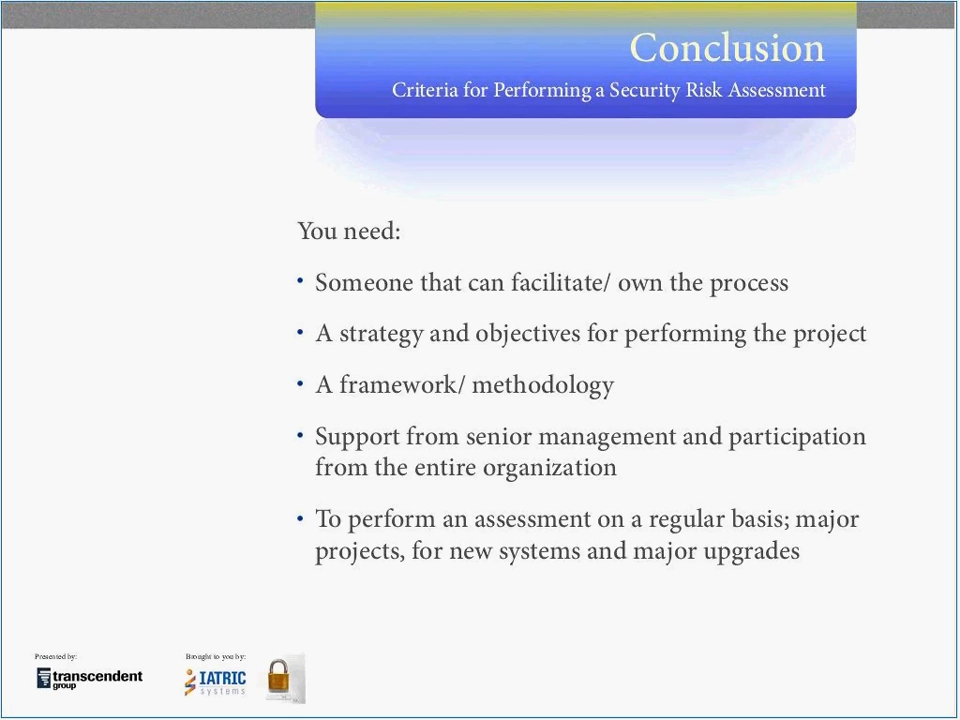 Conclusion
Criteria for Performing a Security Risk Assessment
You need:
• Someone that can facilitate/ own the process
• A strategy and objectives for performing the project
• A framework/ methodology
• Support from senior management and participation
from the entire organization
• To perform an assessment on a regular basis; major
projects, for new systems and major upgrades
Presented by:
transcendent
group
Brought to you by:
IATRIC
systems